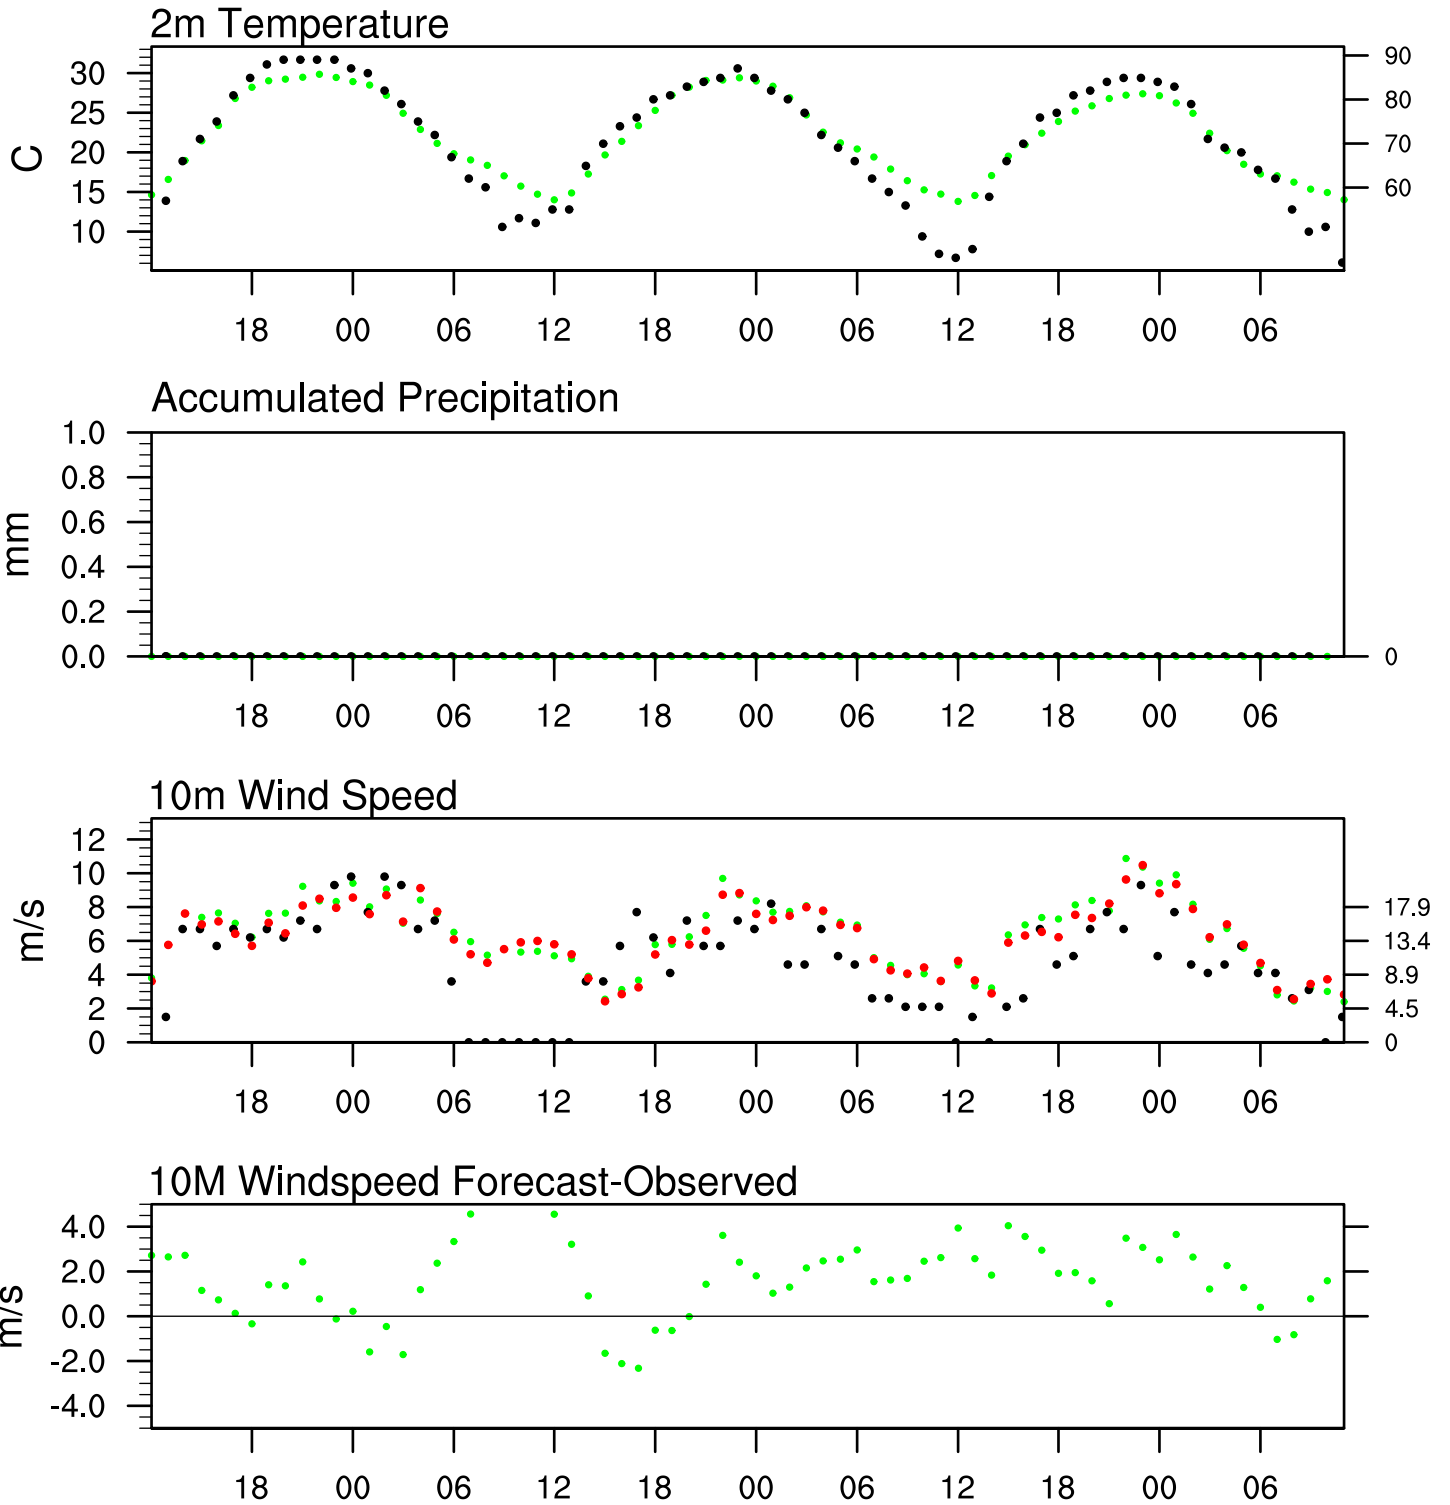 2m Temperature
30
25
20
15
10
C
90
80
70
60
18 00 06 12 18 00 06 12 18 00 06
Accumulated Precipitation
1.0
0.8
0.6
0.4
0.2
0.0
mm
0
18 00 06 12 18 00 06 12 18 00 06
10m Wind Speed
12
10
8
6
4
2
0
m/s
17.9
13.4
8.9
4.5
0
18 00 06 12 18 00 06 12 18 00 06
10M Windspeed Forecast-Observed
4.0
2.0
0.0
-2.0
-4.0
m/s
18 00 06 12 18 00 06 12 18 00 06